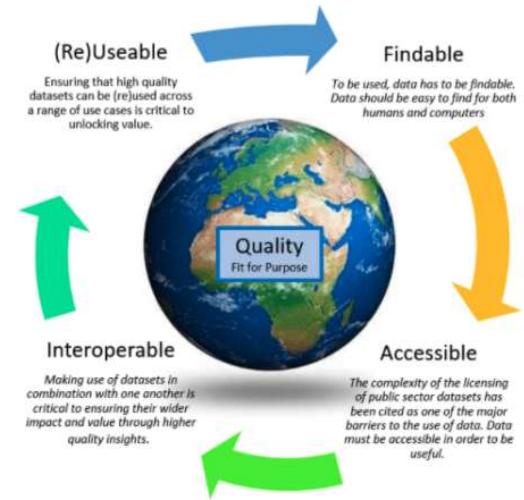 (Re)Useable
Ensuring that high quality
datasets can be (re)used across
a range of use cases is critical to
unlocking value.
Findable
To be used, data has to be findable.
Data should be easy to find for both
humans and computers
Quality
Fit for Purpose
Interoperable
Making use of datasets in
combination with one another is
critical to ensuring their wider
impact and value through higher
quality insights.
Accessible
The complexity of the licensing
of public sector datasets has
been cited as one of the major
barriers to the use of data. Data
must be accessible in order to be
useful.